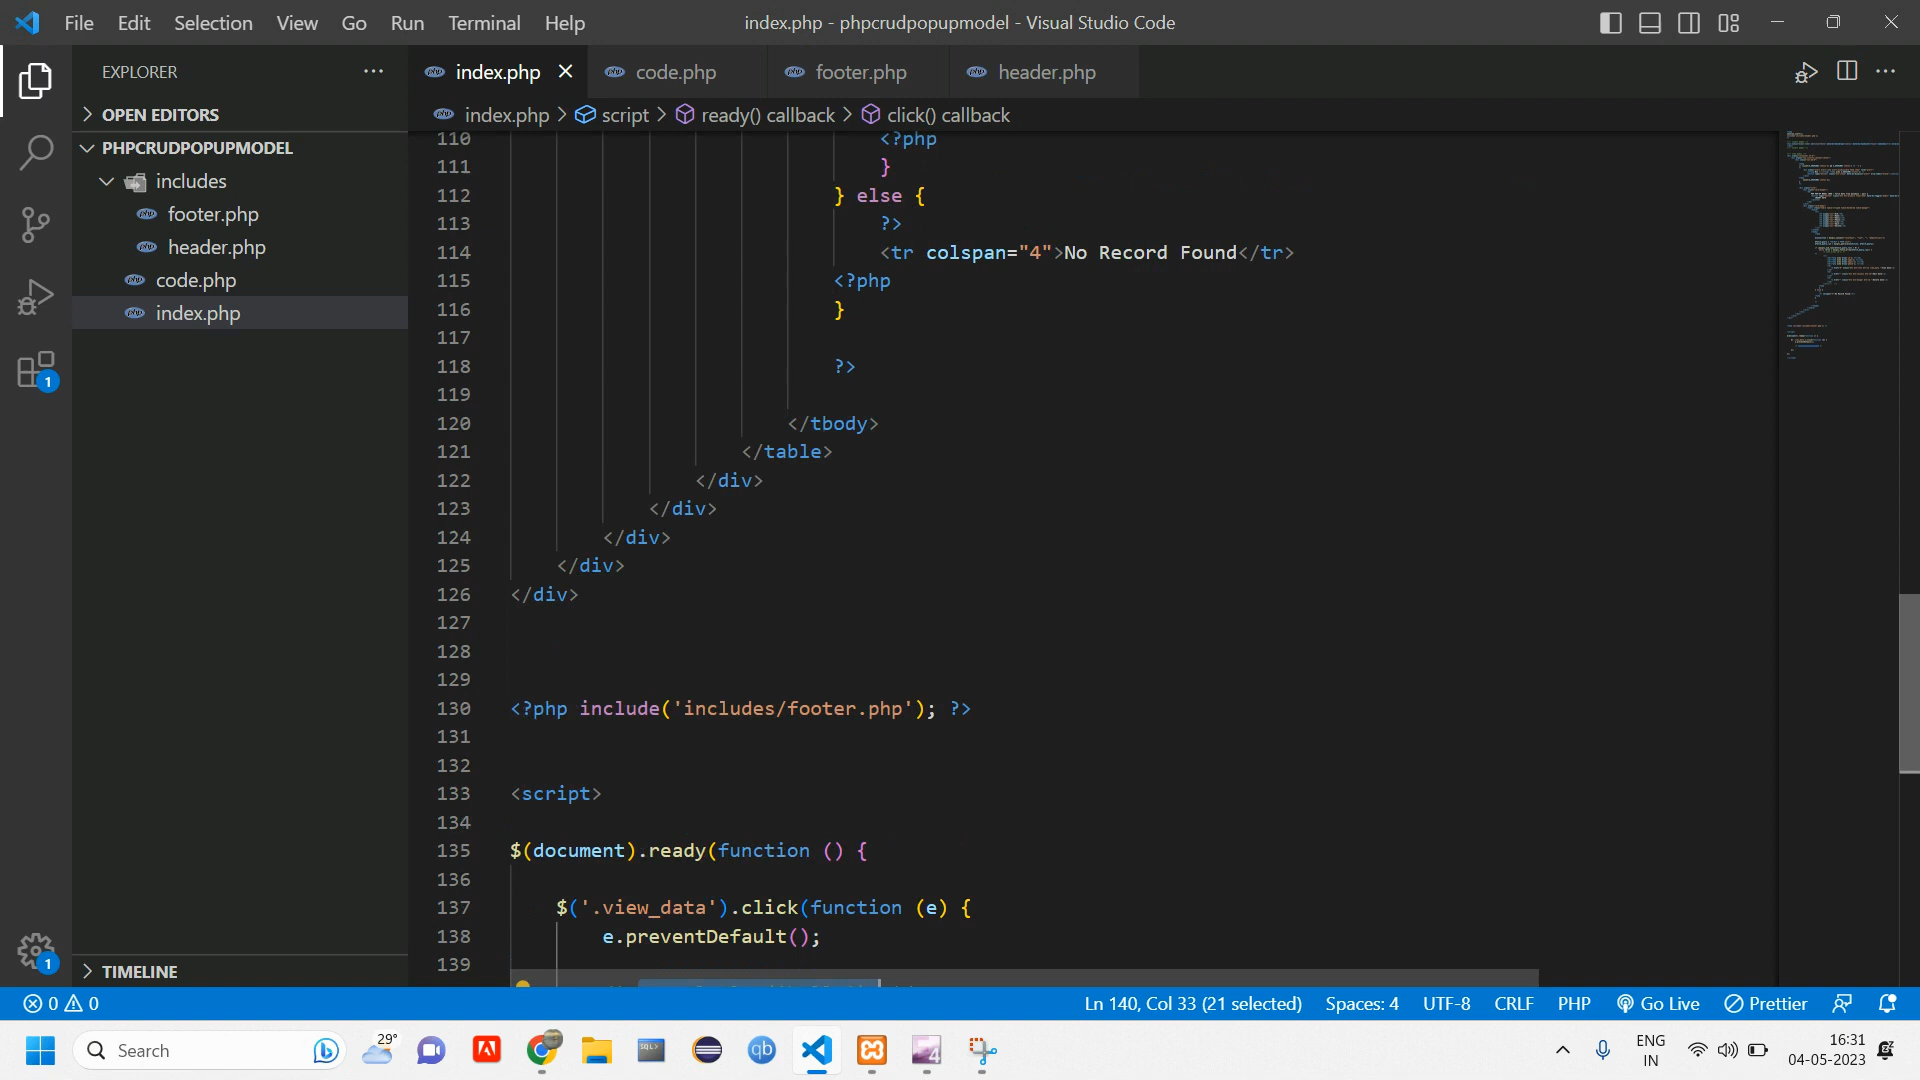 File Edit Selection View Go Run Terminal Help
index.php - phpcrudpopupmodel - Visual Studio Code
EXPLORER
OPEN EDITORS
PHPCRUDPOPUPMODEL
includes
footer.php
header.php
code.php
index.php
TIMELINE
1
1
index.php code.php footer.php header.php
index.php > script > ready() callback > click() callback
110 <?php
111 }
112 } else {
113 ?>
114 <tr colspan="4">No Record Found</tr>
115 <?php
116 }
117
118 ?>
119
120 </tbody>
121 </table>
122 </div>
123 </div>
124 </div>
125 </div>
126 </div>
127
128
129
130 <?php include('includes/footer.php'); ?>
131
132
133 <script>
134
135 $(document).ready(function () {
136
137 $('.view_data').click(function (e) {
138 e.preventDefault();
139
0 0
Ln 140, Col 33 (21 selected) Spaces: 4 UTF-8 CRLF PHP Go Live Prettier
Search
29°
SQL>
qb
4
ENG
IN
16:31
04-05-2023